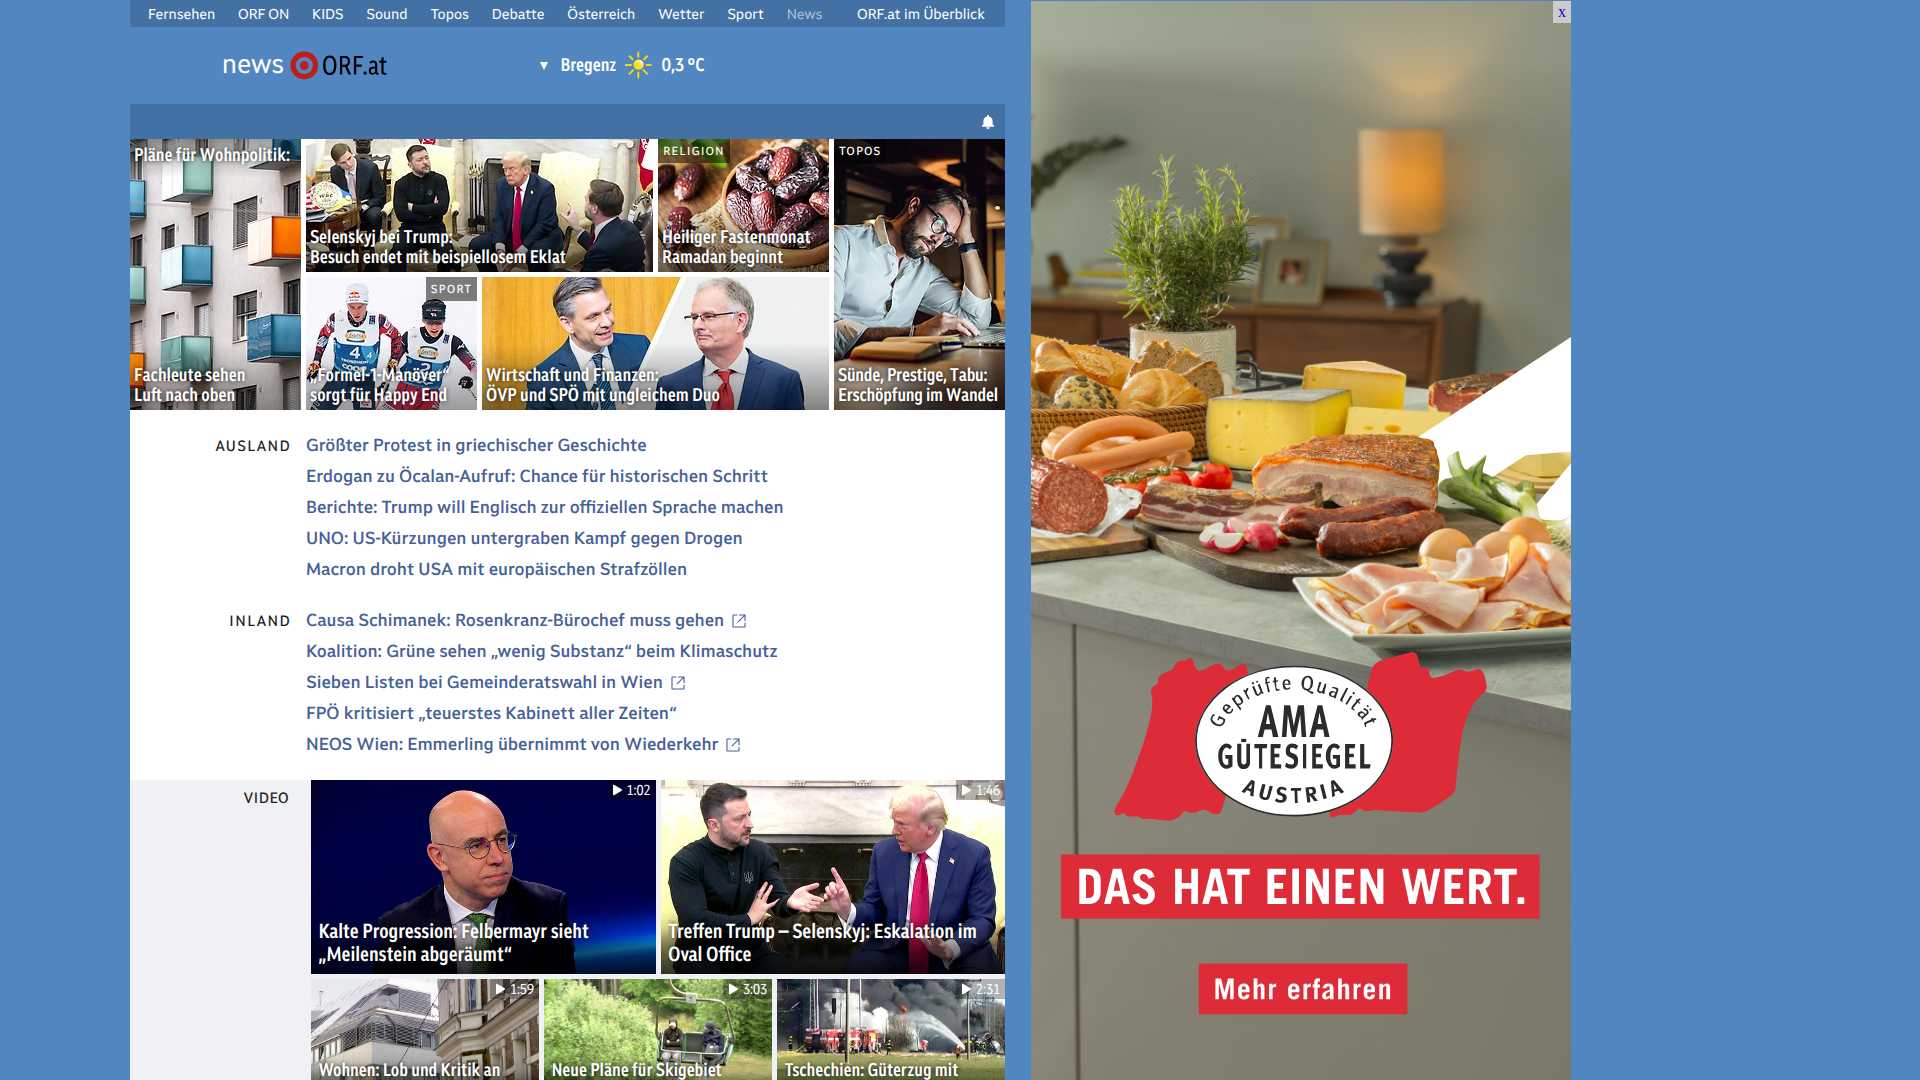 Fernsehen ORF ON KIDS Sound Topos Debatte Österreich Wetter Sport News ORF.at im Überblick
news ORF.at
Bregenz 0,3 °C
Pläne für Wohnpolitik:
Fachleute sehen
Luft nach oben
Selenskyj bei Trump:
Besuch endet mit beispiellosem Eklat
RELIGION
Heiliger Fastenmonat
Ramadan beginnt
TOPOS
Sünde, Prestige, Tabu:
Erschöpfung im Wandel
SPORT
„Formel-1-Manöver“
sorgt für Happy End
Wirtschaft und Finanzen:
ÖVP und SPÖ mit ungleichem Duo
AUSLAND
Größter Protest in griechischer Geschichte
Erdogan zu Öcalan-Aufruf: Chance für historischen Schritt
Berichte: Trump will Englisch zur offiziellen Sprache machen
UNO: US-Kürzungen untergraben Kampf gegen Drogen
Macron droht USA mit europäischen Strafzöllen
INLAND
Causa Schimanek: Rosenkranz-Bürochef muss gehen
Koalition: Grüne sehen „wenig Substanz“ beim Klimaschutz
Sieben Listen bei Gemeinderatswahl in Wien
FPÖ kritisiert „teuerstes Kabinett aller Zeiten“
NEOS Wien: Emmerling übernimmt von Wiederkehr
VIDEO
1:02
Kalte Progression: Felbermayr sieht
„Meilenstein abgeräumt“
1:46
Treffen Trump – Selenskyj: Eskalation im
Oval Office
1:59
Wohnen: Lob und Kritik an
3:03
Neue Pläne für Skigebiet
2:31
Tschechien: Güterzug mit
x
Geprüfte Qualität
AMA
GÜTESIEGEL
AUSTRIA
DAS HAT EINEN WERT.
Mehr erfahren